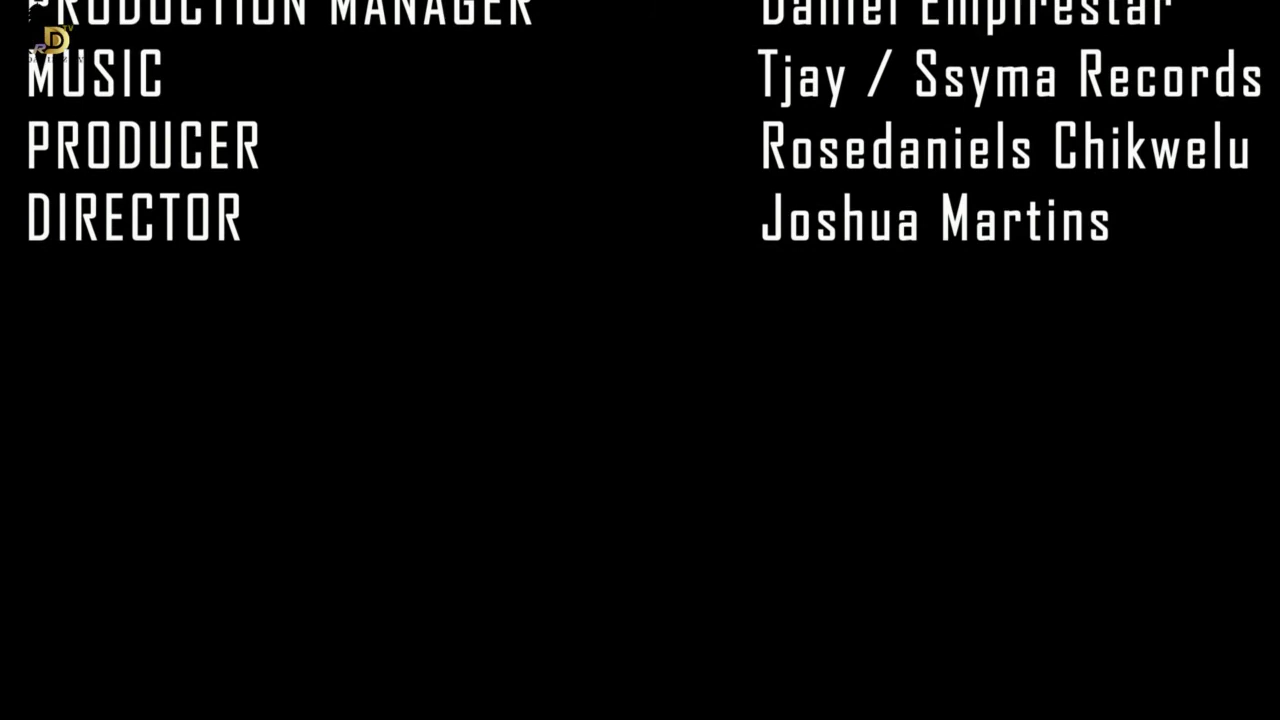 PRODUCTION MANAGER Daniel Empirestar
MUSIC Tjay / Ssyma Records
PRODUCER Rosedaniels Chikwelu
DIRECTOR Joshua Martins